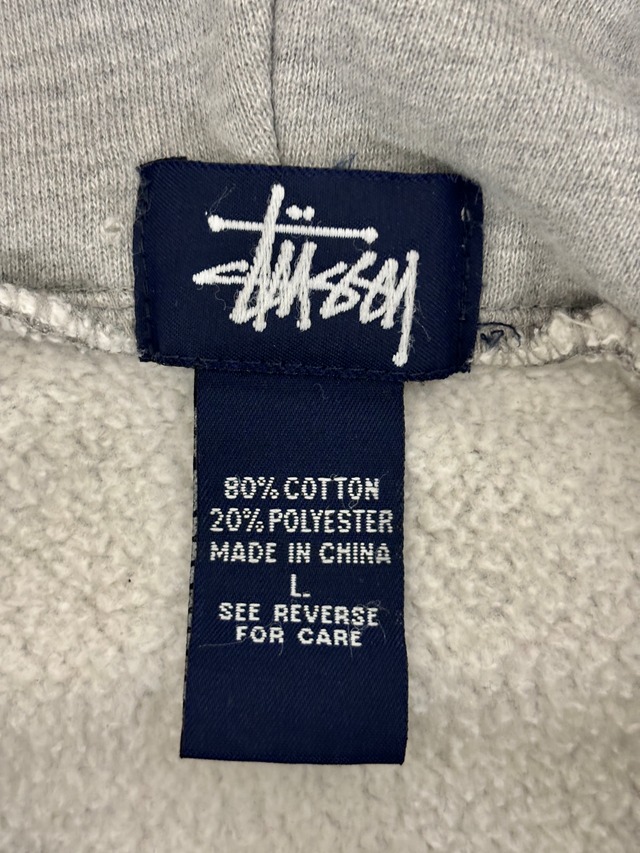 Stüssy
80% COTTON
20% POLYESTER
MADE IN CHINA
L
SEE REVERSE
FOR CARE